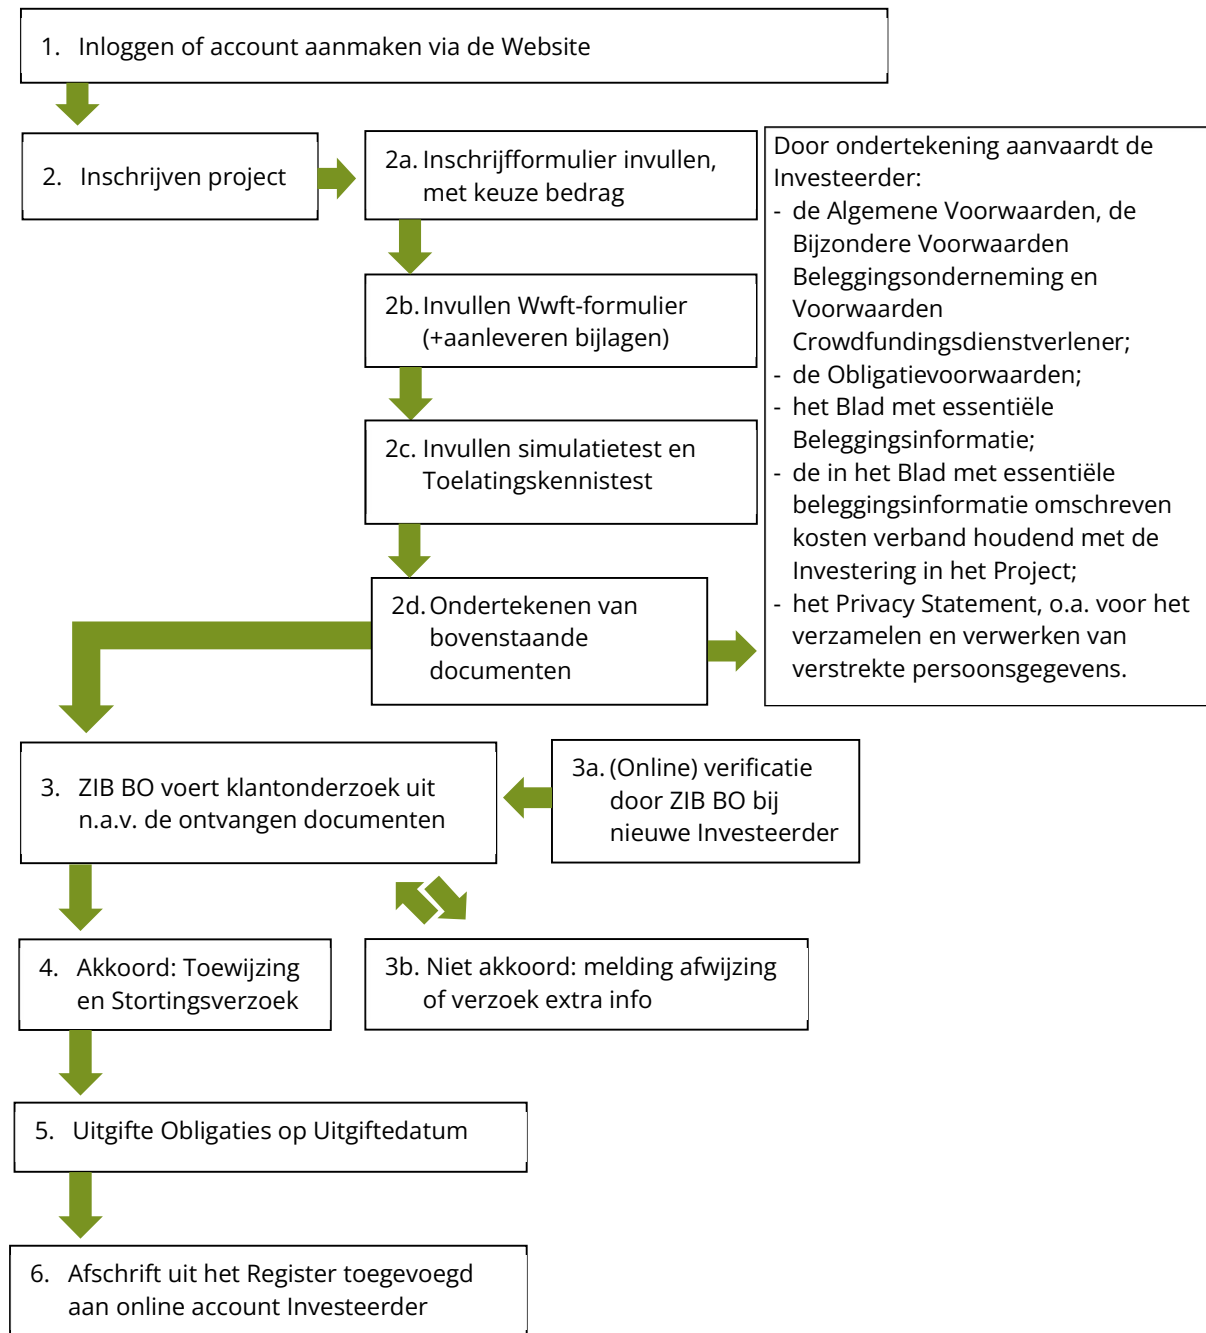 1. Inloggen of account aanmaken via de Website
2. Inschrijven project
2a. Inschrijfformulier invullen,
met keuze bedrag
2b. Invullen Wwft-formulier
(+aanleveren bijlagen)
2c. Invullen simulatietest en
Toelatingskennistest
2d. Ondertekenen van
bovenstaande
documenten
Door ondertekening aanvaardt de
Investeerder:
- de Algemene Voorwaarden, de
Bijzondere Voorwaarden
Beleggingsonderneming en
Voorwaarden
Crowdfundingsdienstverlener;
- de Obligatievoorwaarden;
- het Blad met essentiële
Beleggingsinformatie;
- de in het Blad met essentiële
beleggingsinformatie omschreven
kosten verband houdend met de
Investering in het Project;
- het Privacy Statement, o.a. voor het
verzamelen en verwerken van
verstrekte persoonsgegevens.
3. ZIB BO voert klantonderzoek uit
n.a.v. de ontvangen documenten
3a. (Online) verificatie
door ZIB BO bij
nieuwe Investeerder
4. Akkoord: Toewijzing
en Stortingsverzoek
3b. Niet akkoord: melding afwijzing
of verzoek extra info
5. Uitgifte Obligaties op Uitgiftedatum
6. Afschrift uit het Register toegevoegd
aan online account Investeerder